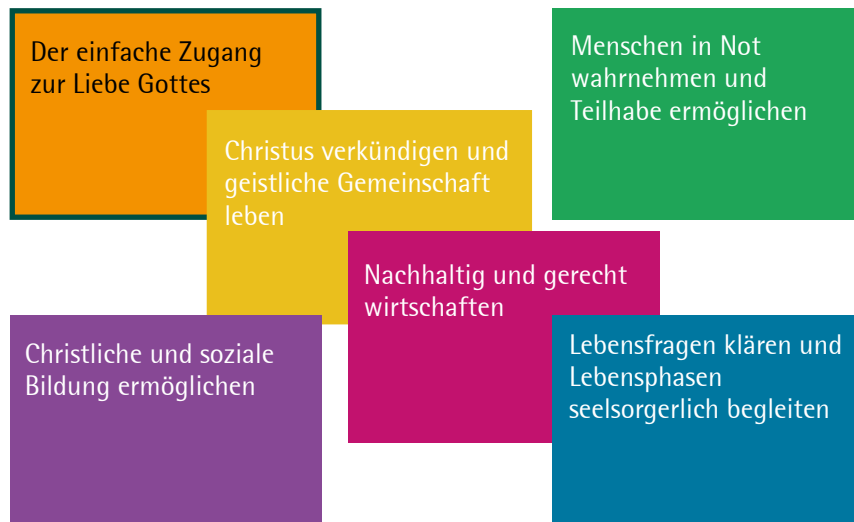 Der einfache Zugang
zur Liebe Gottes
Menschen in Not
wahrnehmen und
Teilhabe ermöglichen
Christus verkündigen und
geistliche Gemeinschaft
leben
Nachhaltig und gerecht
wirtschaften
Christliche und soziale
Bildung ermöglichen
Lebensfragen klären und
Lebensphasen
seelsorgerlich begleiten